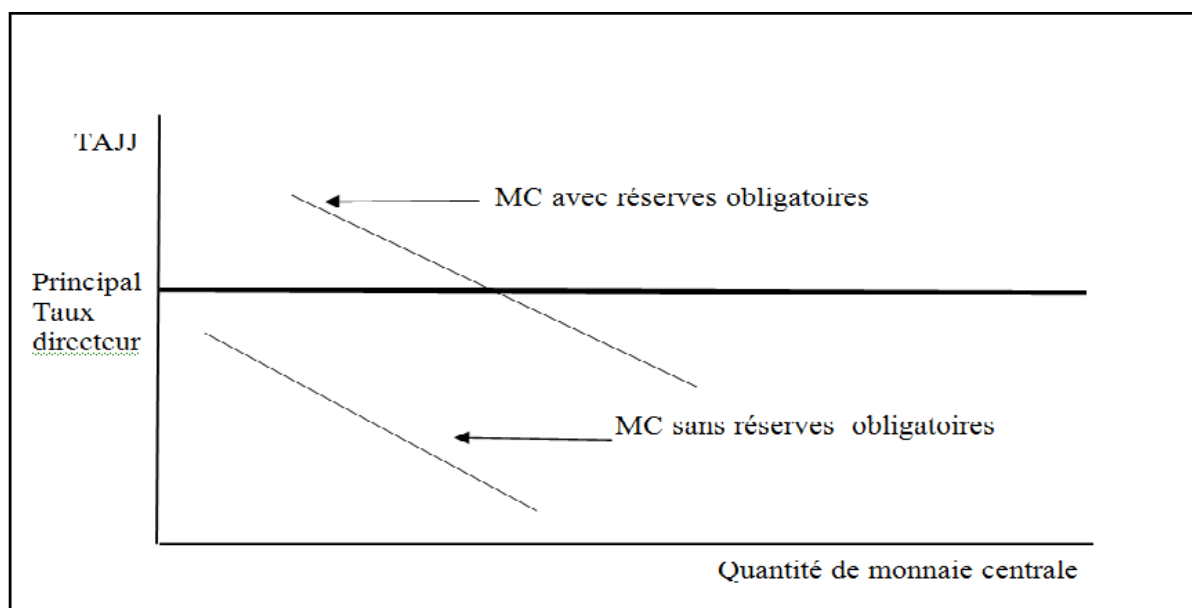 TAJJ
MC avec réserves obligatoires
Principal
Taux
directeur
MC sans réserves obligatoires
Quantité de monnaie centrale